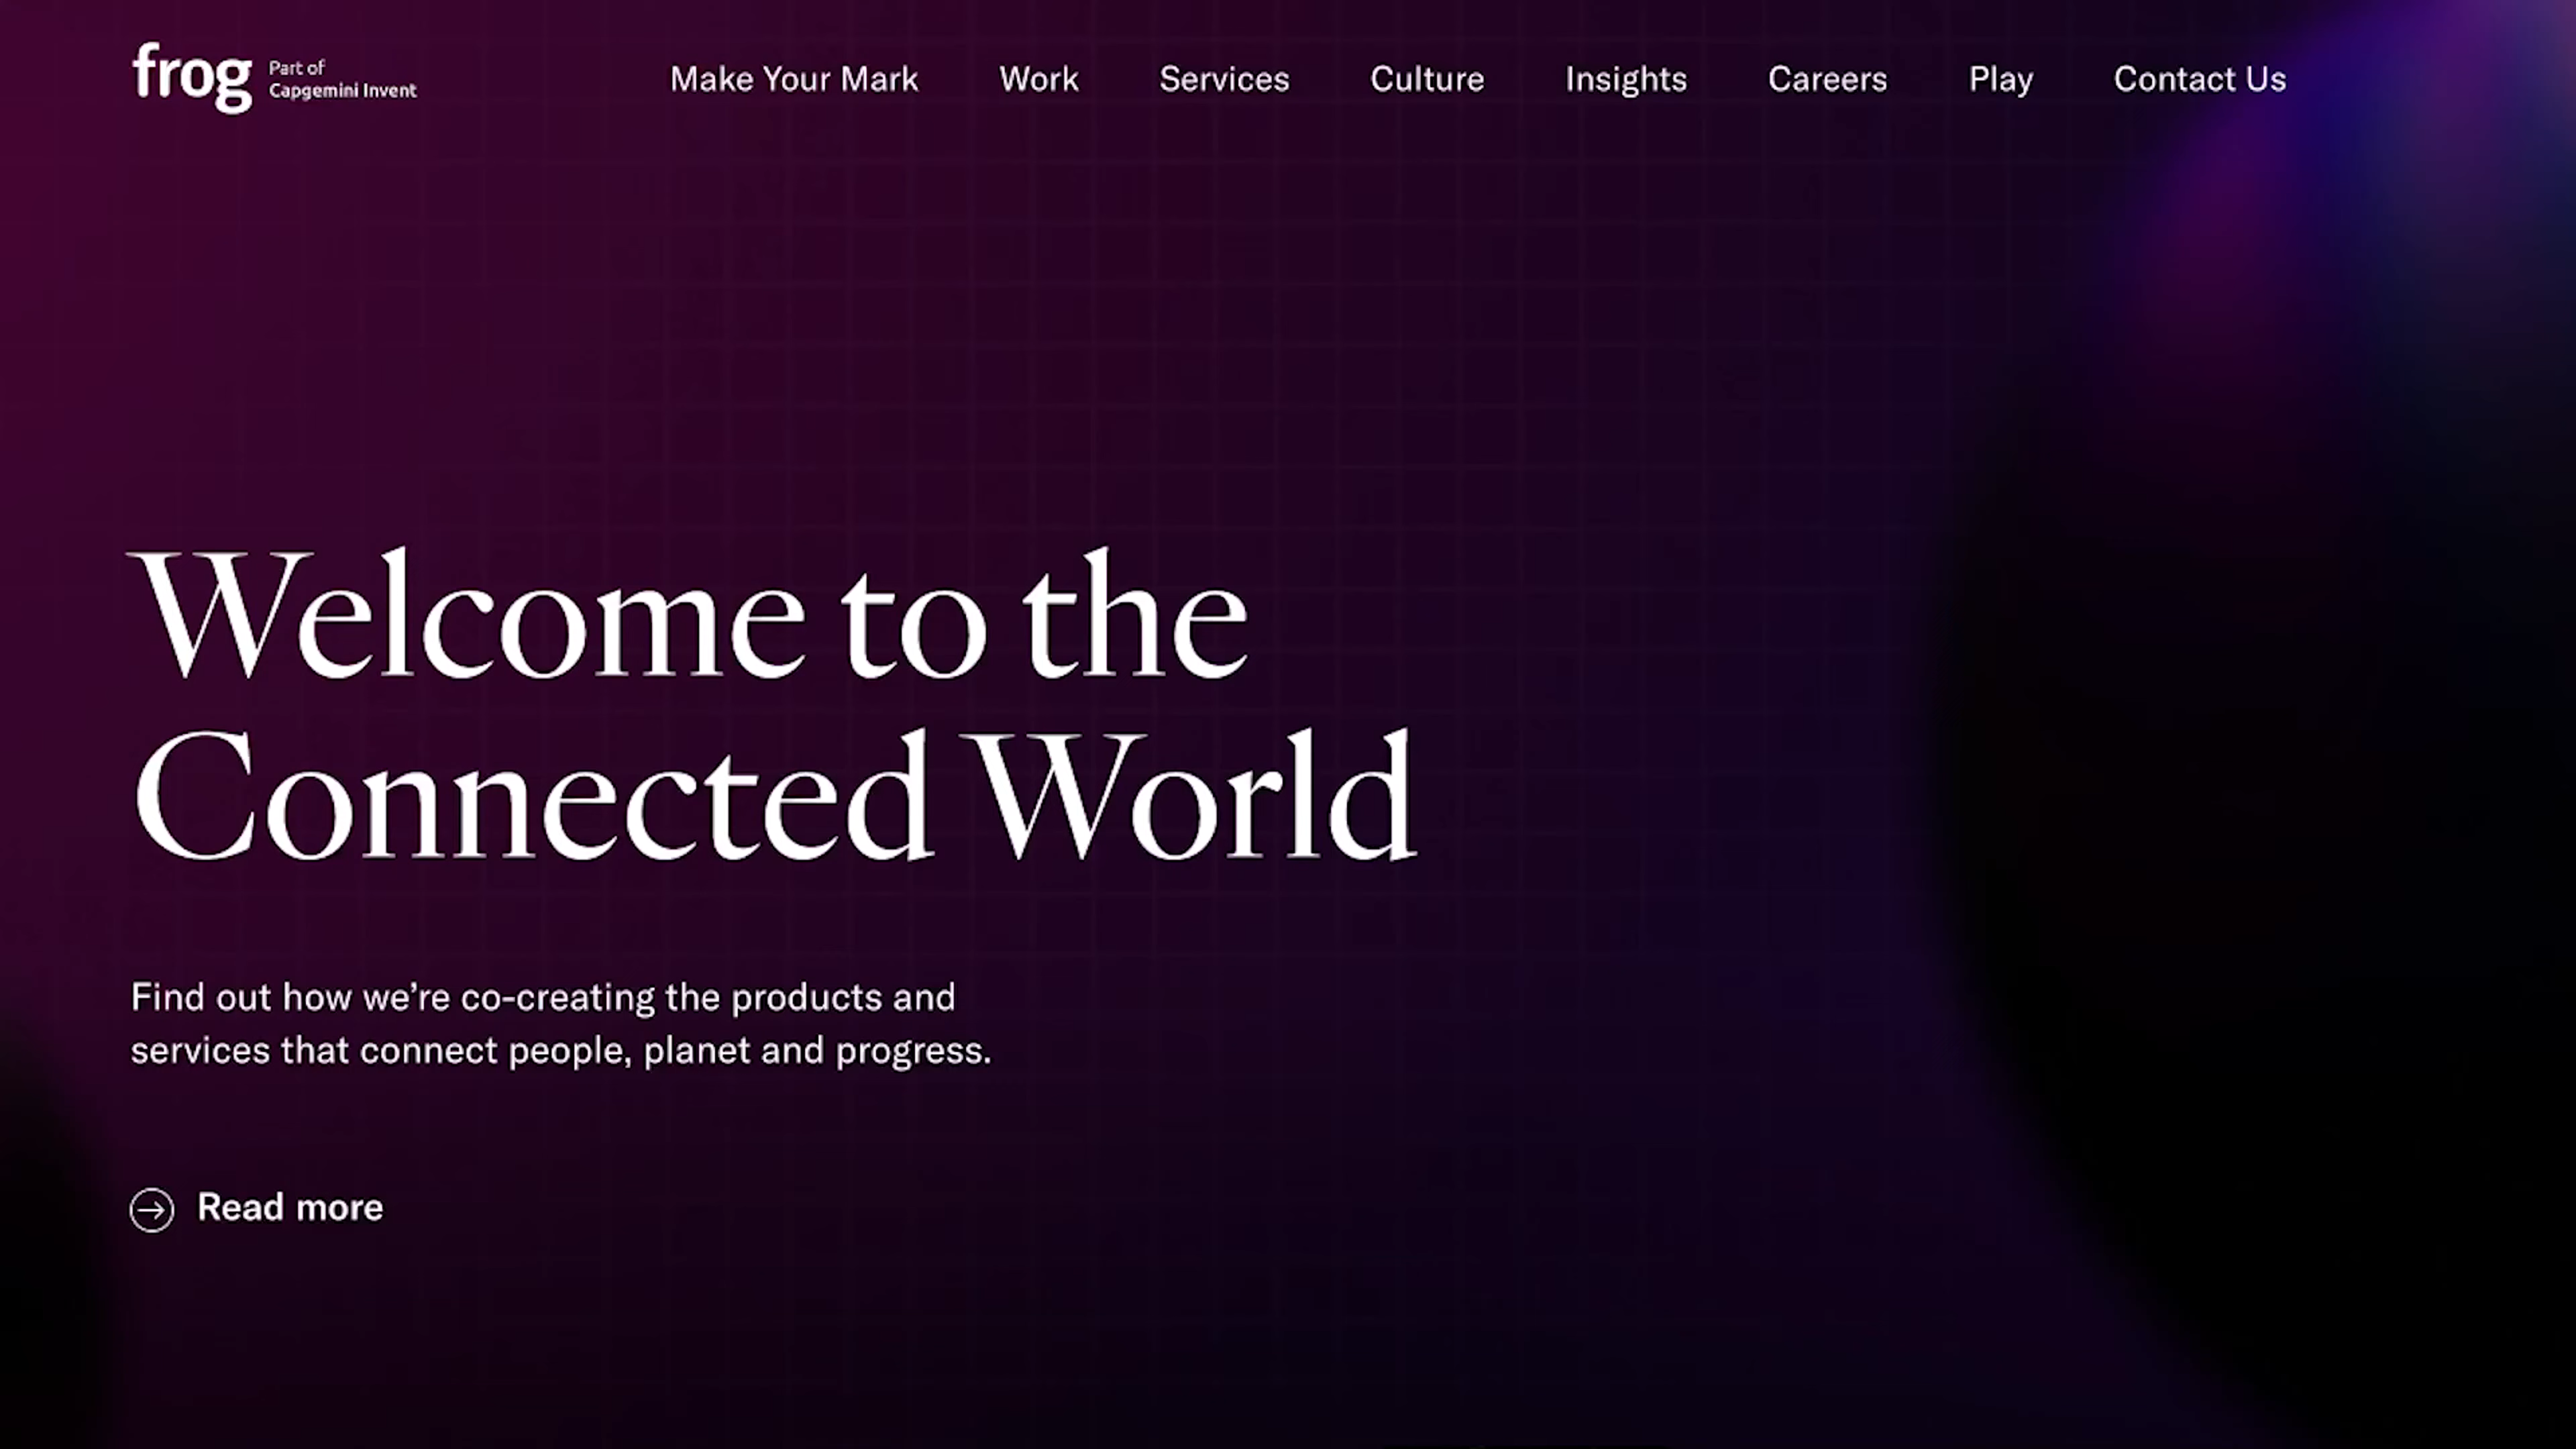 frog
Part of
Capgemini Invent
Make Your Mark
Work
Services
Culture
Insights
Careers
Play
Contact Us
Welcome to the
Connected World
Find out how we’re co-creating the products and
services that connect people, planet and progress.
Read more